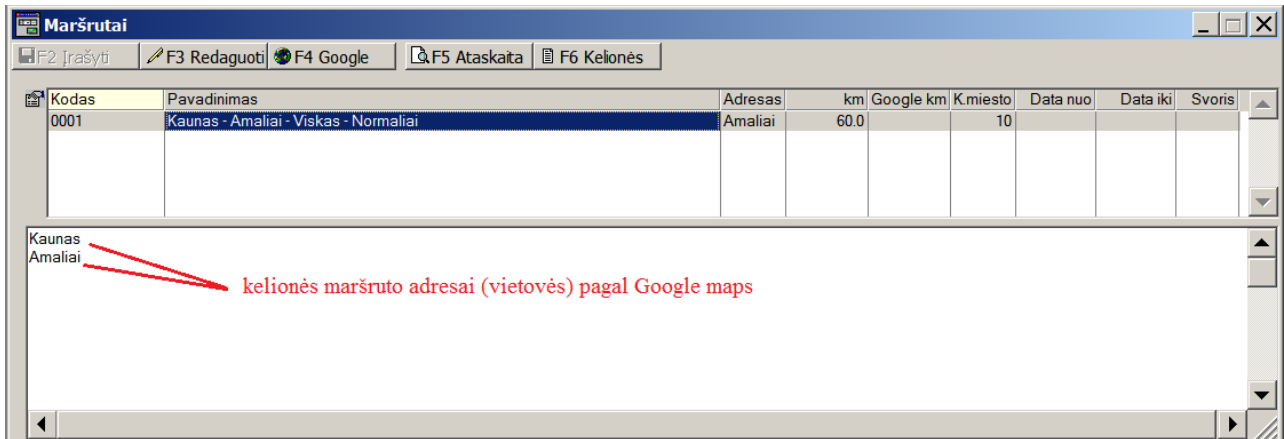 Maršrutai
F2 Įrašyti F3 Redaguoti F4 Google F5 Ataskaita F6 Kelionės
Kodas Pavadinimas Adresas km Google km K.miesto Data nuo Data iki Svoris
0001 Kaunas - Amaliai - Viskas - Normaliai Amaliai 60.0 10
Kaunas
Amaliai
kelionės maršruto adresai (vietovės) pagal Google maps